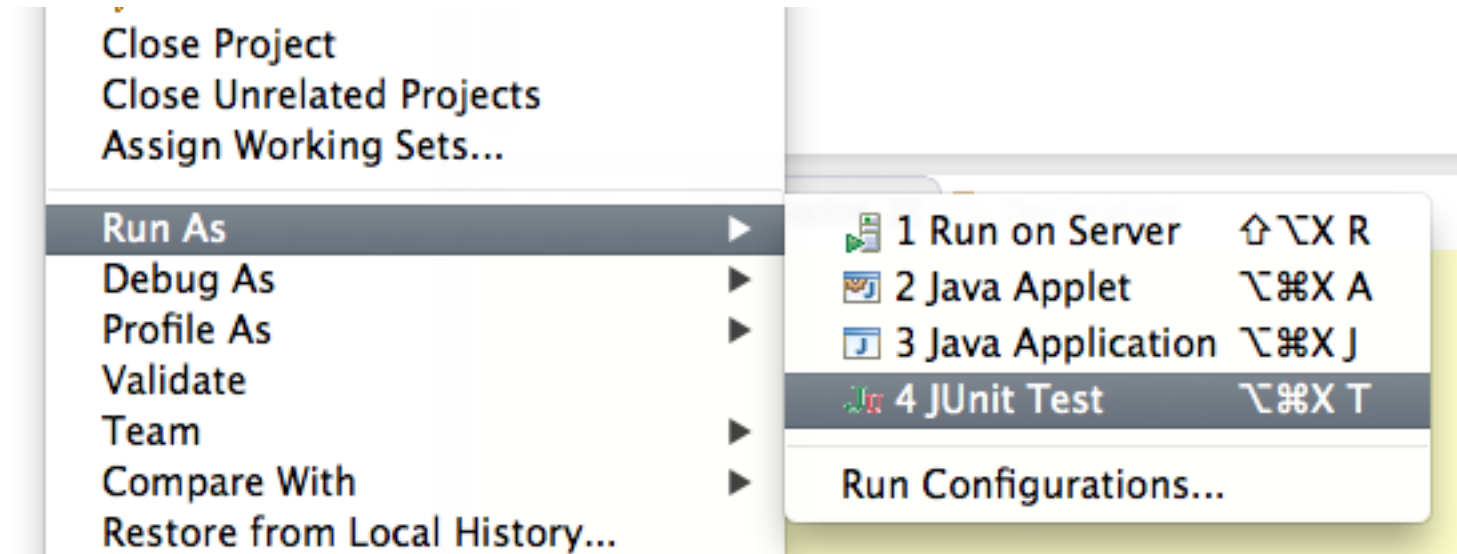 Close Project
Close Unrelated Projects
Assign Working Sets...
Run As
Debug As
Profile As
Validate
Team
Compare With
Restore from Local History...
1 Run on Server ⇧⌥X R
2 Java Applet ⌥⌘X A
3 Java Application ⌥⌘X J
4 JUnit Test ⌥⌘X T
Run Configurations...